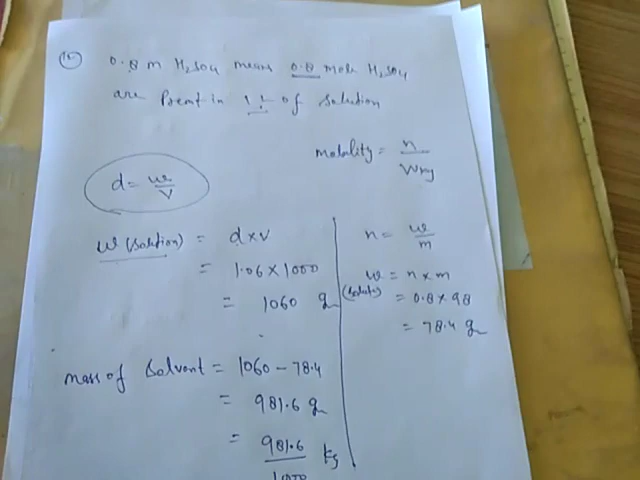 (15) 0.8 m H₂SO₄ means 0.8 mole H₂SO₄
are Present in 1 L of Solution
molality = n / W kg
d = w / V
w (solution) = d×v
= 1.06 × 1000
= 1060 g
n = w / m
w (solute) = n × m
= 0.8 × 98
= 78.4 g
mass of Solvent = 1060 – 78.4
= 981.6 g
= 981.6 / 1000 kg